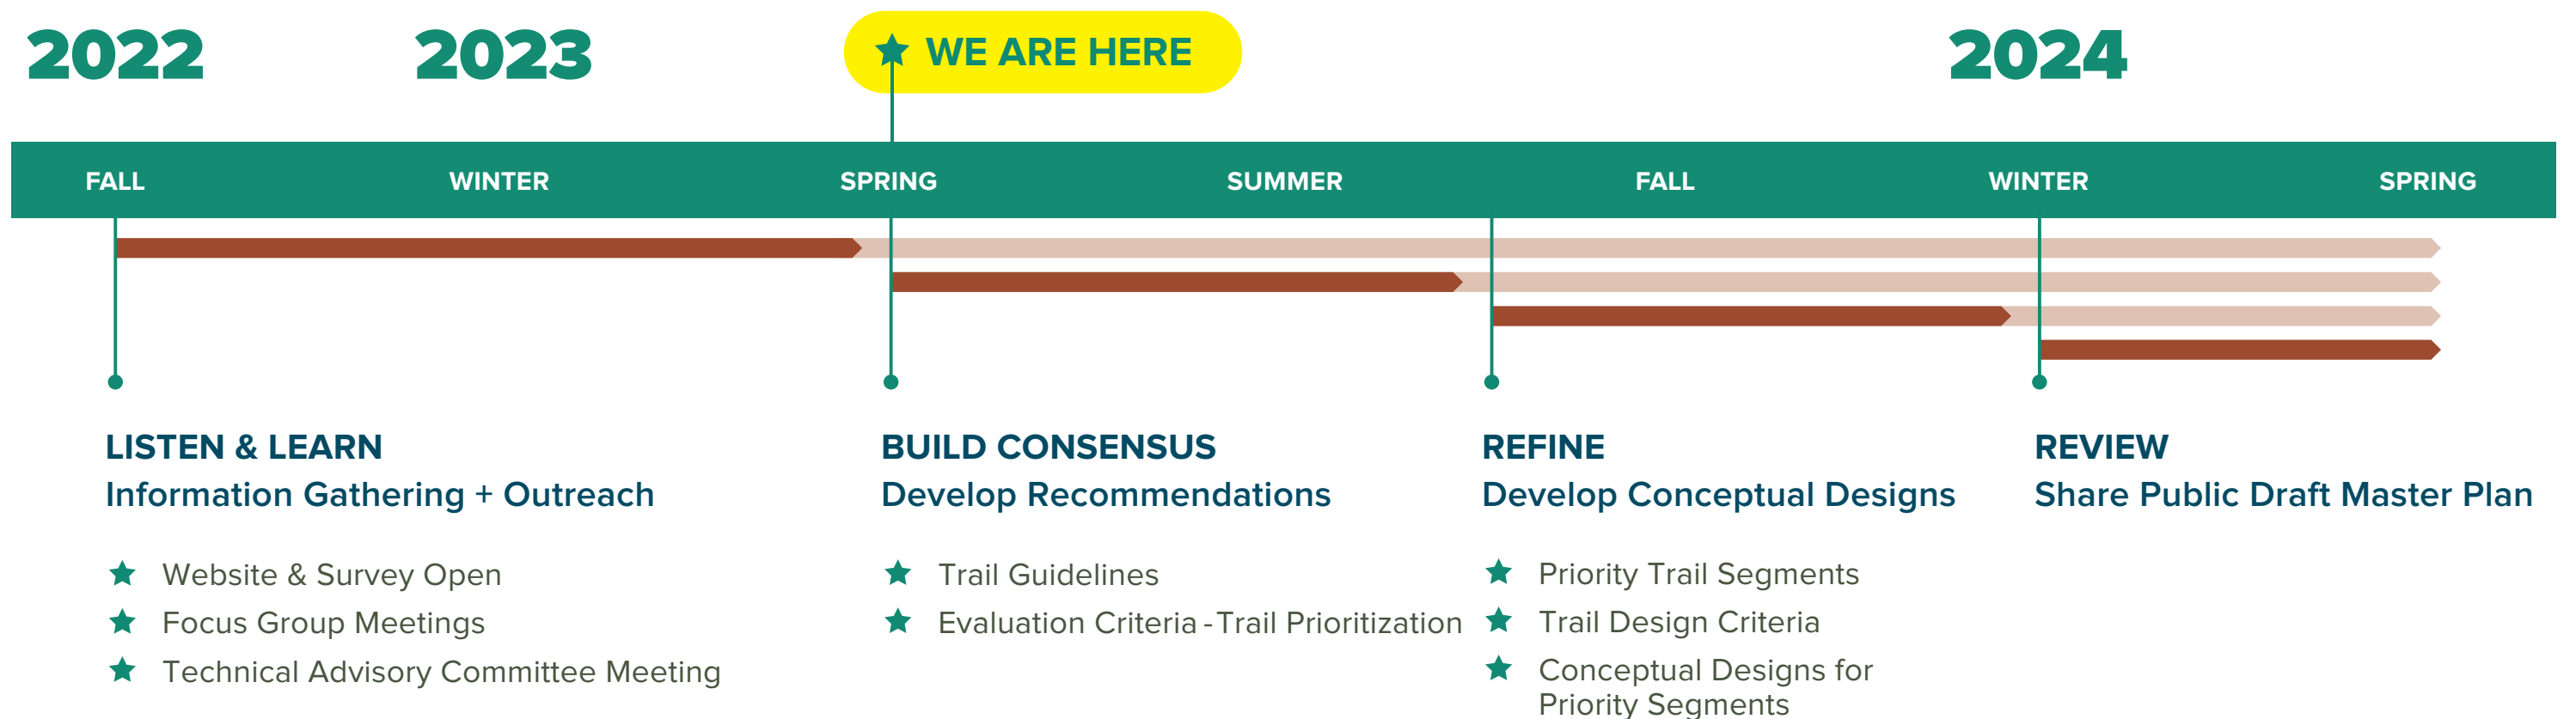 2022
2023
WE ARE HERE
2024
FALL
WINTER
SPRING
SUMMER
FALL
WINTER
SPRING
LISTEN & LEARN
Information Gathering + Outreach
Website & Survey Open
Focus Group Meetings
Technical Advisory Committee Meeting
BUILD CONSENSUS
Develop Recommendations
Trail Guidelines
Evaluation Criteria - Trail Prioritization
REFINE
Develop Conceptual Designs
Priority Trail Segments
Trail Design Criteria
Conceptual Designs for
Priority Segments
REVIEW
Share Public Draft Master Plan